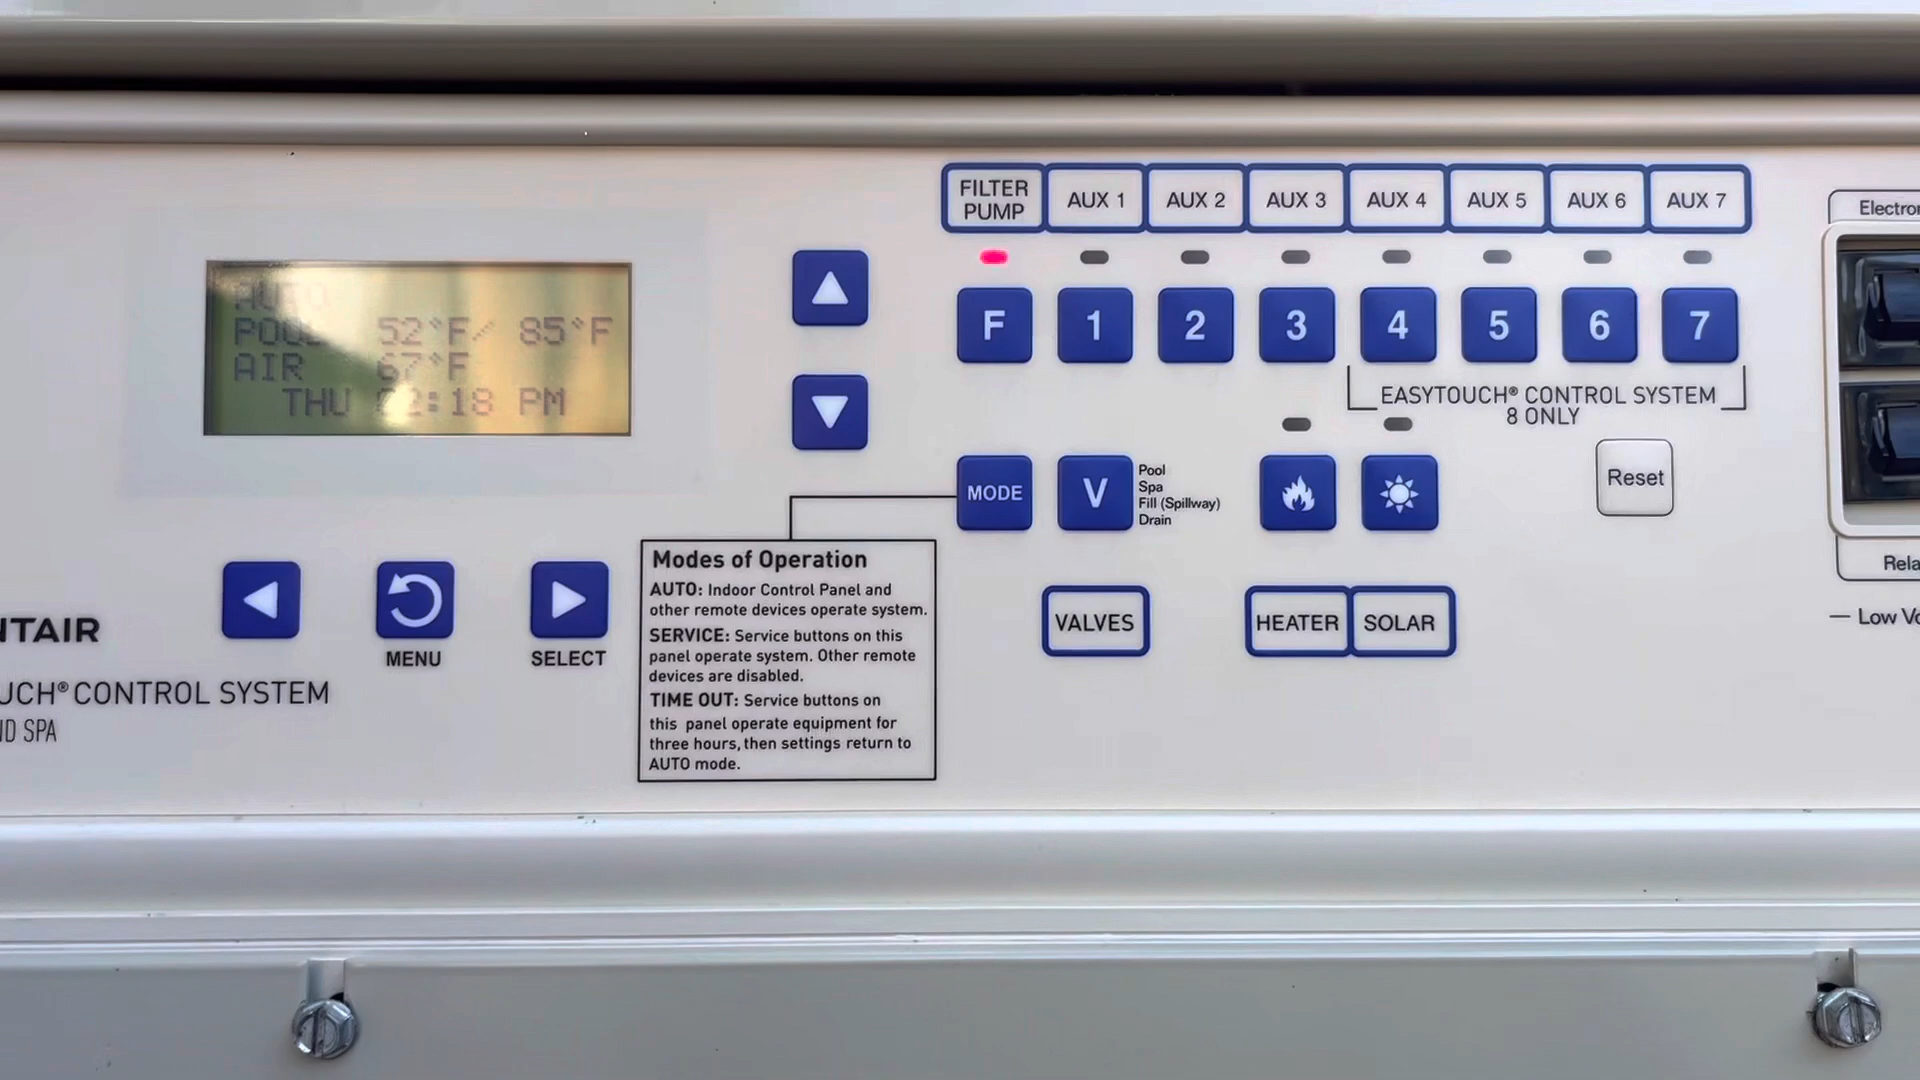 AUTO
POOL 52°F/ 85°F
AIR 67°F
THU :18 PM
FILTER
PUMP
AUX 1
AUX 2
AUX 3
AUX 4
AUX 5
AUX 6
AUX 7
F
1
2
3
4
5
6
7
EASYTOUCH® CONTROL SYSTEM
8 ONLY
MODE
V
Pool
Spa
Fill (Spillway)
Drain
Reset
VALVES
HEATER
SOLAR
MENU
SELECT
NTAIR
UCH® CONTROL SYSTEM
ND SPA
Modes of Operation
AUTO: Indoor Control Panel and
other remote devices operate system.
SERVICE: Service buttons on this
panel operate system. Other remote
devices are disabled.
TIME OUT: Service buttons on
this panel operate equipment for
three hours, then settings return to
AUTO mode.
Electron
Rela
— Low Vo